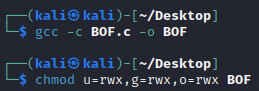 ┌──(kali㉿kali)-[~/Desktop]
└─$ gcc -c BOF.c -o BOF
┌──(kali㉿kali)-[~/Desktop]
└─$ chmod u=rwx,g=rwx,o=rwx BOF